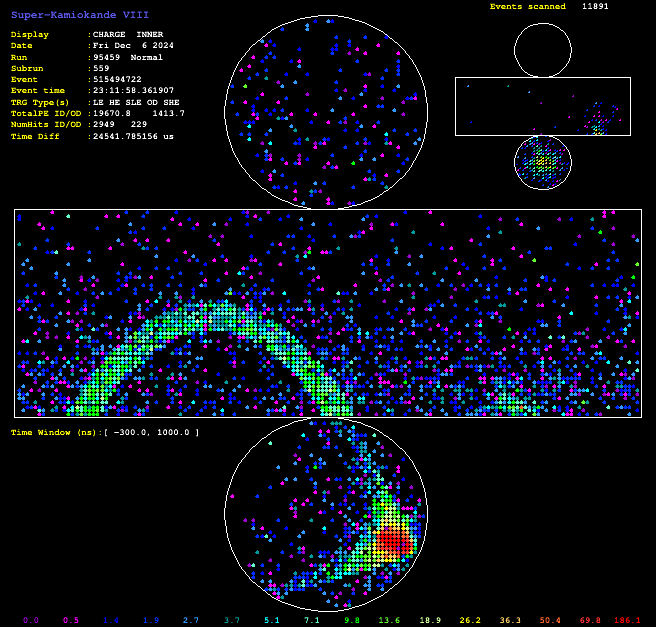 Super-Kamiokande VIII
Events scanned 11891
Display :CHARGE INNER
Date :Fri Dec 6 2024
Run :95459 Normal
Subrun :559
Event :515494722
Event time :23:11:58.361907
TRG Type(s) :LE HE SLE OD SHE
TotalPE ID/OD :19670.8 1413.7
NumHits ID/OD :2949 229
Time Diff :24541.785156 us
Time Window (ns):[ -300.0, 1000.0 ]
0.0 0.5 1.4 1.9 2.7 3.7 5.1 7.1 9.8 13.6 18.9 26.2 36.3 50.4 69.8 186.1